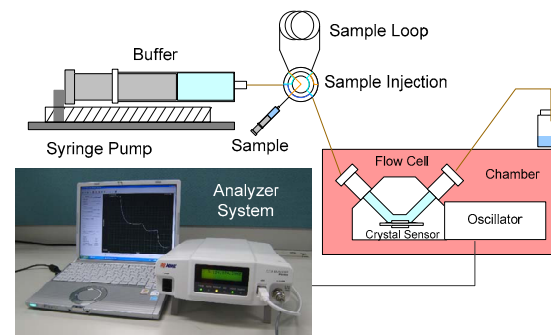 Sample Loop
Buffer
Sample Injection
Syringe Pump
Sample
Flow Cell
Chamber
Analyzer
System
Oscillator
Crystal Sensor